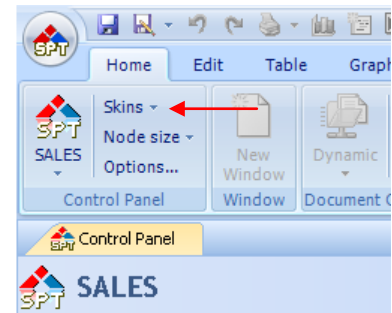 SPT
Home Edit Table Graph
SPT
SALES
Skins
Node size
Options...
New
Window
Dynamic
Control Panel Window Document
SPT Control Panel
SPT SALES